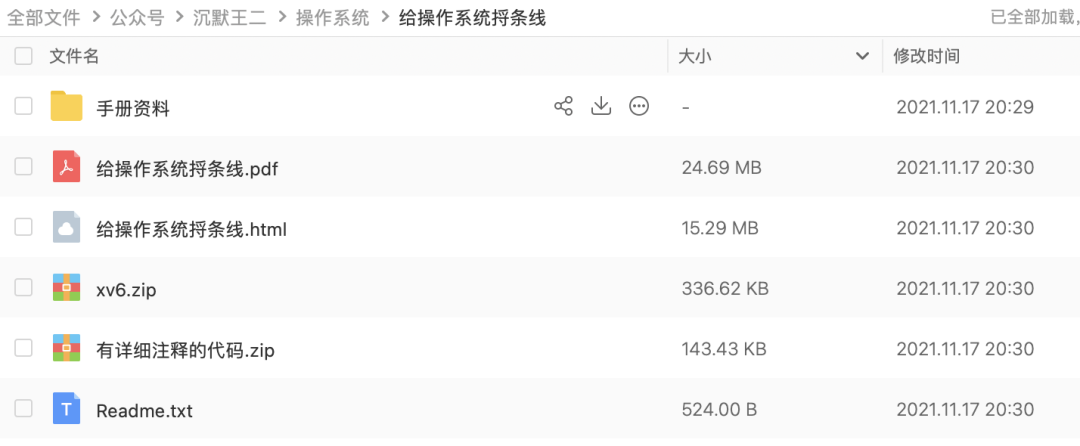 全部文件 > 公众号 > 沉默王二 > 操作系统 > 给操作系统捋条线 已全部加载,
文件名 大小 修改时间
手册资料 - 2021.11.17 20:29
给操作系统捋条线.pdf 24.69 MB 2021.11.17 20:30
给操作系统捋条线.html 15.29 MB 2021.11.17 20:30
xv6.zip 336.62 KB 2021.11.17 20:30
有详细注释的代码.zip 143.43 KB 2021.11.17 20:30
T Readme.txt 524.00 B 2021.11.17 20:30